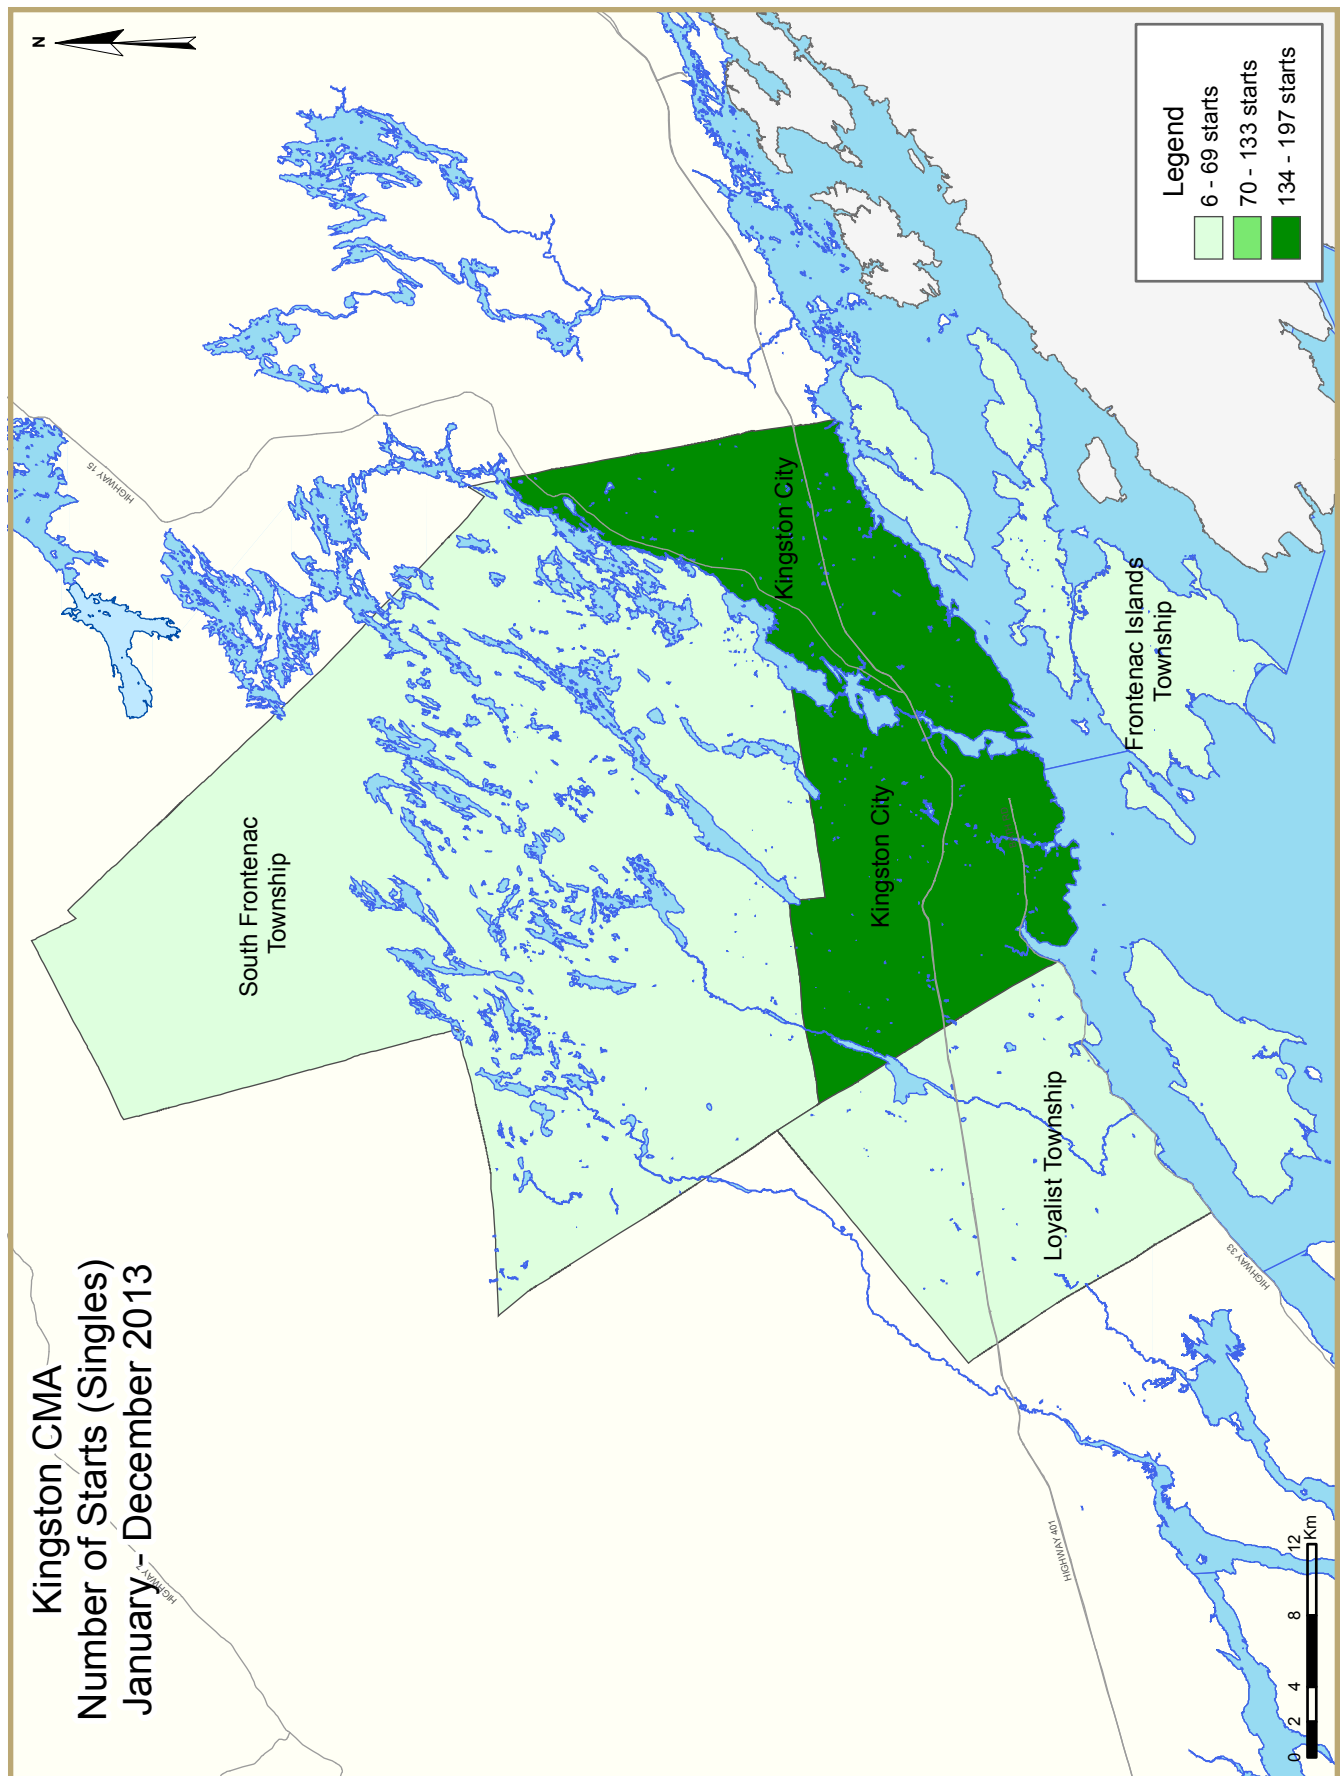 Kingston CMA
Number of Starts (Singles)
January - December 2013
N
HIGHWAY 7
HIGHWAY 15
South Frontenac
Township
Kingston City
Kingston City
Loyalist Township
Frontenac Islands
Township
HIGHWAY 401
HIGHWAY 33
Legend
6 - 69 starts
70 - 133 starts
134 - 197 starts
0 2 4 8 12
Km